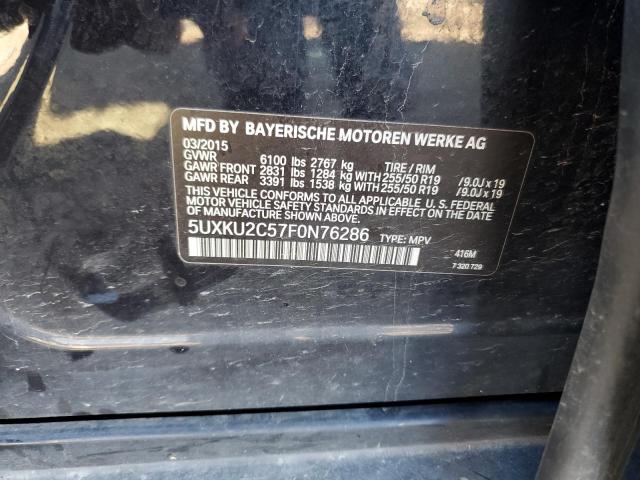 MFD BY BAYERISCHE MOTOREN WERKE AG
03/2015
GVWR 6100 lbs 2767 kg TIRE / RIM
GAWR FRONT 2831 lbs 1284 kg WITH 255/50 R19 /9.0J x 19
GAWR REAR 3391 lbs 1538 kg WITH 255/50 R19 /9.0J x 19
THIS VEHICLE CONFORMS TO ALL APPLICABLE U.S. FEDERAL
MOTOR VEHICLE SAFETY STANDARDS IN EFFECT ON THE DATE OF
MANUFACTURE SHOWN ABOVE.
5UXKU2C57F0N76286 TYPE: MPV
416M
7 320 729